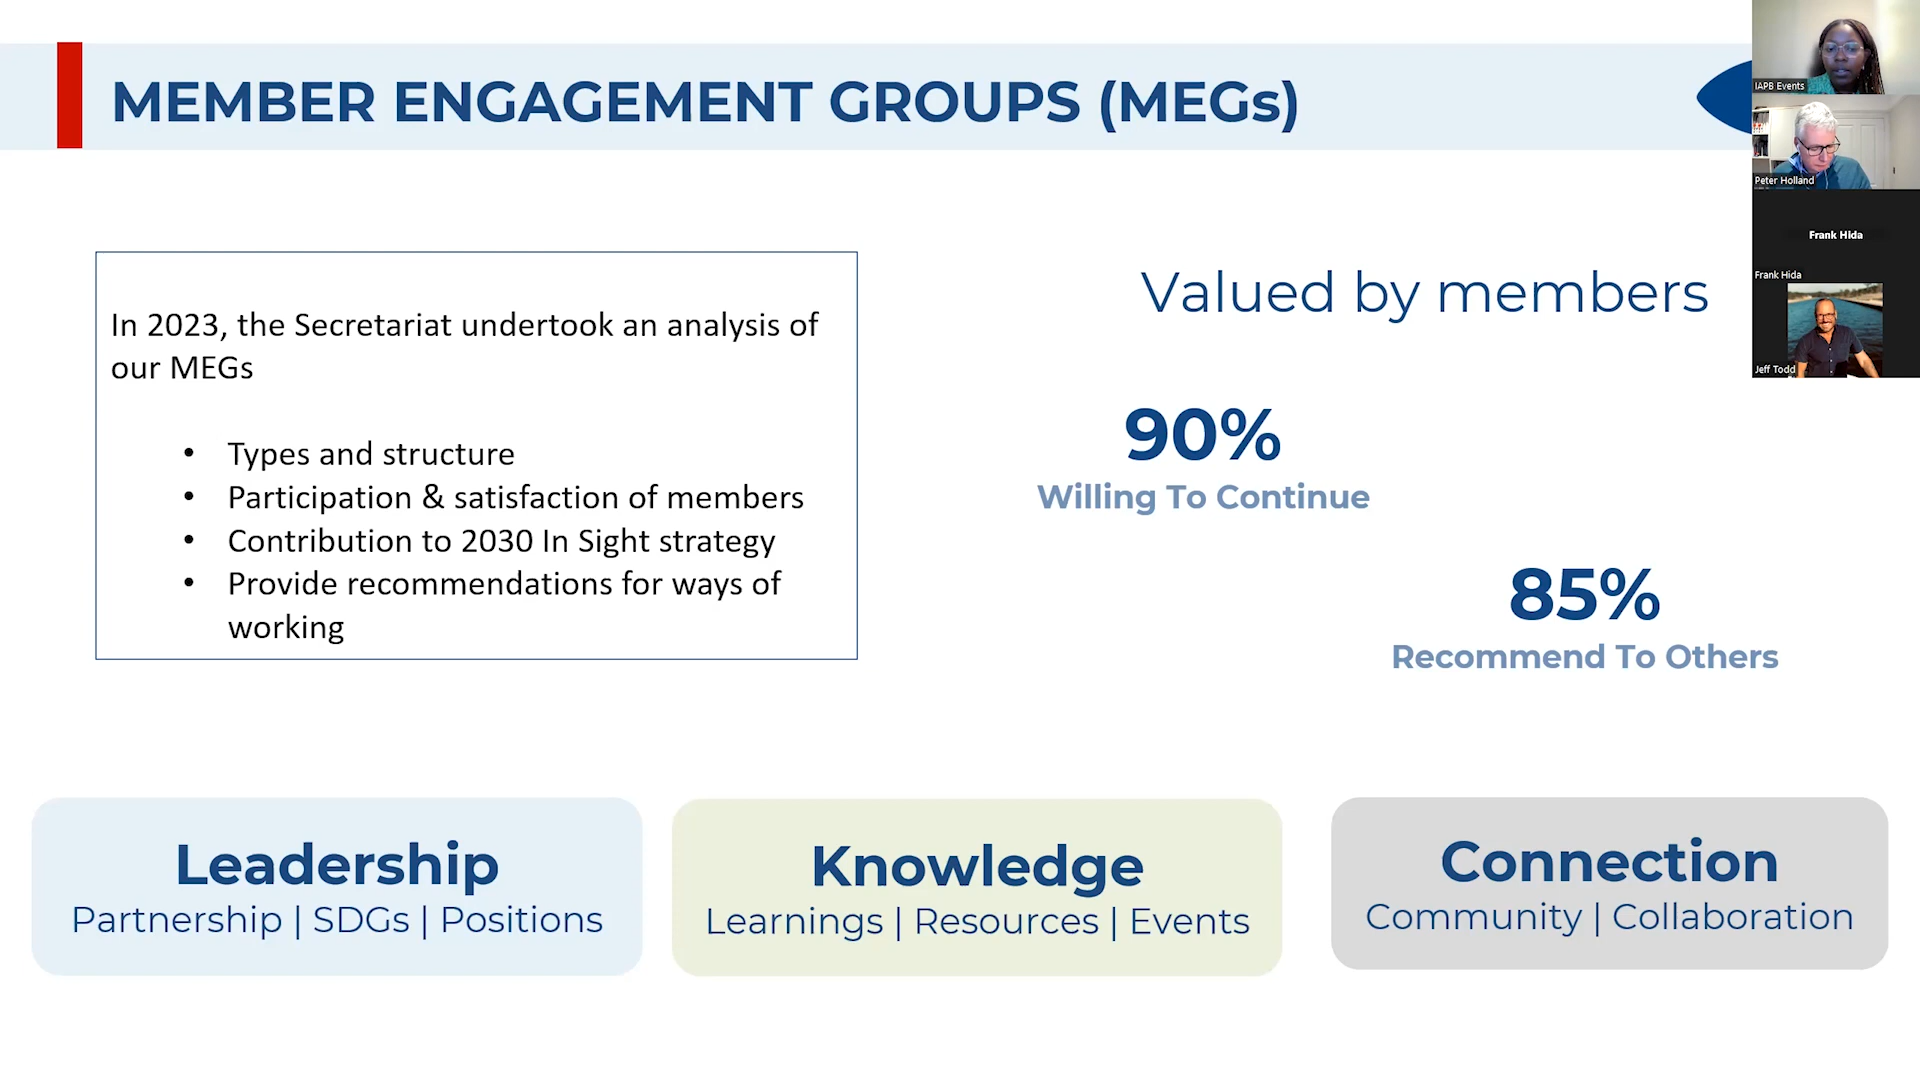 MEMBER ENGAGEMENT GROUPS (MEGs)
IAPB Events
Peter Holland
Frank Hida
Frank Hida
Jeff Todd
In 2023, the Secretariat undertook an analysis of
our MEGs
• Types and structure
• Participation & satisfaction of members
• Contribution to 2030 In Sight strategy
• Provide recommendations for ways of
working
Valued by members
90%
Willing To Continue
85%
Recommend To Others
Leadership
Partnership | SDGs | Positions
Knowledge
Learnings | Resources | Events
Connection
Community | Collaboration